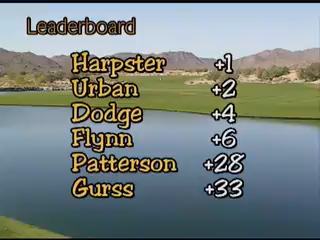 Leaderboard
Harpster +1
Urban +2
Dodge +4
Flynn +6
Patterson +28
Gurss +33